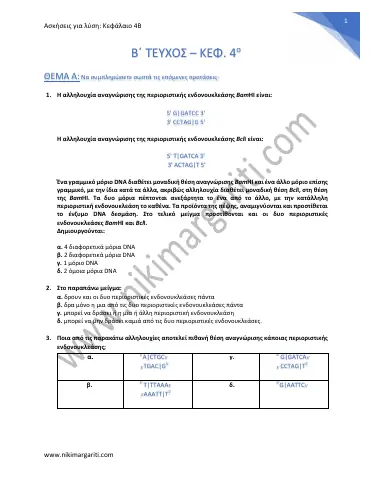 Ασκήσεις για λύση: Κεφάλαιο 4Β
1
Β΄ ΤΕΥΧΟΣ – ΚΕΦ. 4ο
ΘΕΜΑ Α: Να συμπληρώσετε σωστά τις επόμενες προτάσεις:
1. Η αλληλουχία αναγνώρισης της περιοριστικής ενδονουκλεάσης BamHI είναι:
5' G|GATCC 3'
3' CCTAG|G 5'
Η αλληλουχία αναγνώρισης της περιοριστικής ενδονουκλεάσης BclI είναι:
5' T|GATCA 3'
3' ACTAG|T 5'
Ένα γραμμικό μόριο DNA διαθέτει μοναδική θέση αναγνώρισης BamHI και ένα άλλο μόριο επίσης
γραμμικό, με την ίδια κατά τα άλλα, ακριβώς αλληλουχία διαθέτει μοναδική θέση BclI, στη θέση
της BamHI. Τα δυο μόρια πέπτονται ανεξάρτητα το ένα από το άλλο, με την κατάλληλη
περιοριστική ενδονουκλεάση το καθένα. Τα προϊόντα της πέψης, αναμιγνύονται και προστίθεται
το ένζυμο DNA δεσμάση. Στο τελικό μείγμα προστίθονται και οι δυο περιοριστικές
ενδονουκλεάσες BamHI και BclI.
Δημιουργούνται:
α. 4 διαφορετικά μόρια DNA
β. 2 διαφορετικά μόρια DNA
γ. 1 μόριο DNA
δ. 2 όμοια μόρια DNA
2. Στο παραπάνω μείγμα:
α. δρουν και οι δυο περιοριστικές ενδονουκλεάσες πάντα
β. δρα μόνο η μια από τις δυο περιοριστικές ενδονουκλεάσες πάντα
γ. μπορεί να δράσει ή η μία ή άλλη περιοριστική ενδονουκλεάση
δ. μπορεί να μην δράσει καμιά από τις δυο περιοριστικές ενδονουκλεάσες.
3. Ποια από τις παρακάτω αλληλουχίες αποτελεί πιθανή θέση αναγνώρισης κάποιας περιοριστικής
ενδονουκλεάσης;
α. 5'A|CTGC3' γ. 5'G|GATCA3'
3'TGAC|G5' 3'CCTAG|T5'
β. 5'T|TTAAA3' δ. 5'G|AATTC3'
3'AAATT|T5'
www.nikimargariti.com
www.nikimargariti.com